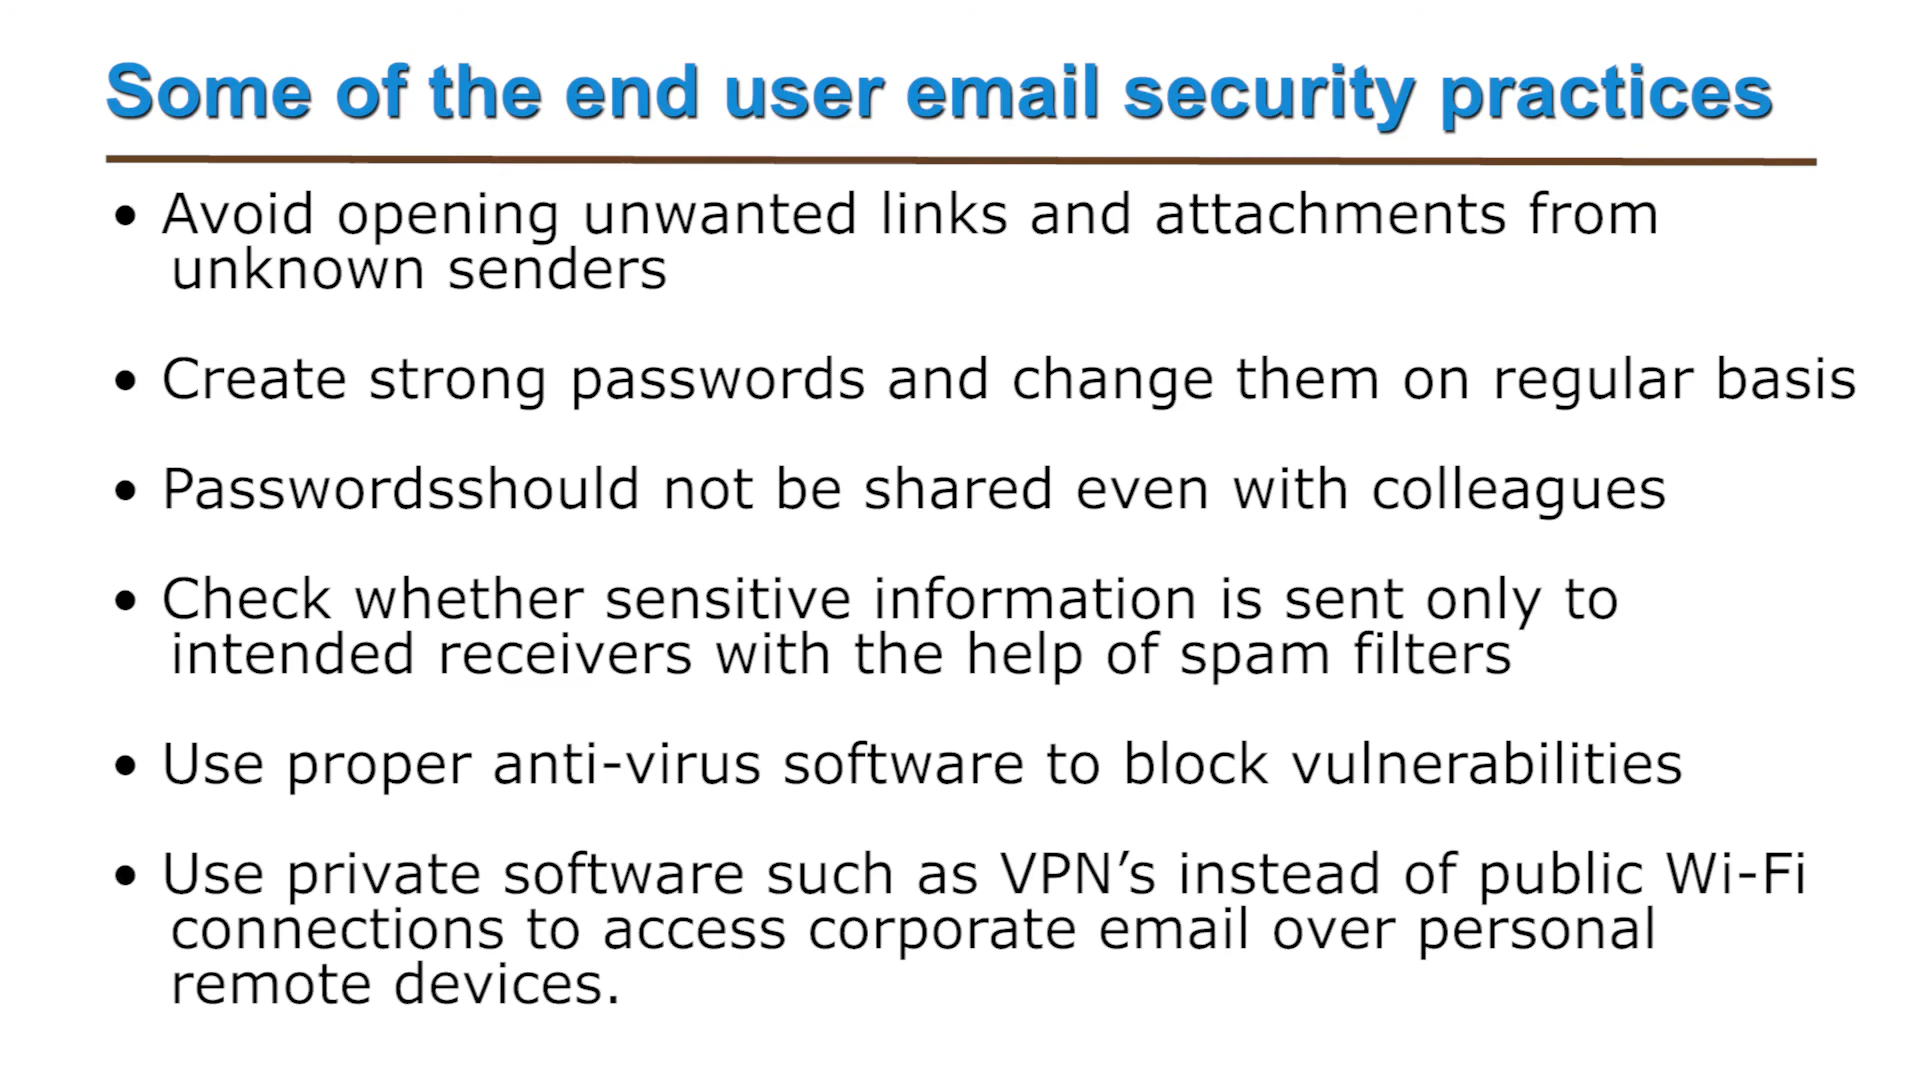 Some of the end user email security practices
• Avoid opening unwanted links and attachments from
unknown senders
• Create strong passwords and change them on regular basis
• Passwordsshould not be shared even with colleagues
• Check whether sensitive information is sent only to
intended receivers with the help of spam filters
• Use proper anti-virus software to block vulnerabilities
• Use private software such as VPN’s instead of public Wi-Fi
connections to access corporate email over personal
remote devices.